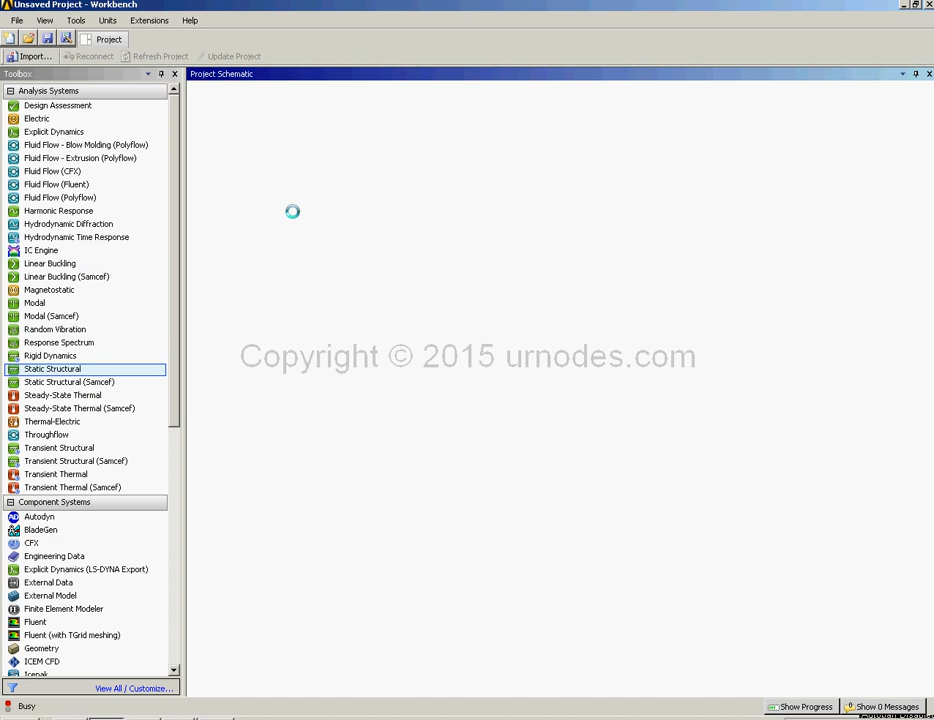 Unsaved Project - Workbench
File View Tools Units Extensions Help
Project
Import... Reconnect Refresh Project Update Project
Toolbox
Project Schematic
Analysis Systems
Design Assessment
Electric
Explicit Dynamics
Fluid Flow - Blow Molding (Polyflow)
Fluid Flow - Extrusion (Polyflow)
Fluid Flow (CFX)
Fluid Flow (Fluent)
Fluid Flow (Polyflow)
Harmonic Response
Hydrodynamic Diffraction
Hydrodynamic Time Response
IC Engine
Linear Buckling
Linear Buckling (Samcef)
Magnetostatic
Modal
Modal (Samcef)
Random Vibration
Response Spectrum
Rigid Dynamics
Static Structural
Static Structural (Samcef)
Steady-State Thermal
Steady-State Thermal (Samcef)
Thermal-Electric
Throughflow
Transient Structural
Transient Structural (Samcef)
Transient Thermal
Transient Thermal (Samcef)
Component Systems
Autodyn
BladeGen
CFX
Engineering Data
Explicit Dynamics (LS-DYNA Export)
External Data
External Model
Finite Element Modeler
Fluent
Fluent (with TGrid meshing)
Geometry
ICEM CFD
Icepak
View All / Customize...
Copyright © 2015 urnodes.com
Busy
Show Progress
Show 0 Messages